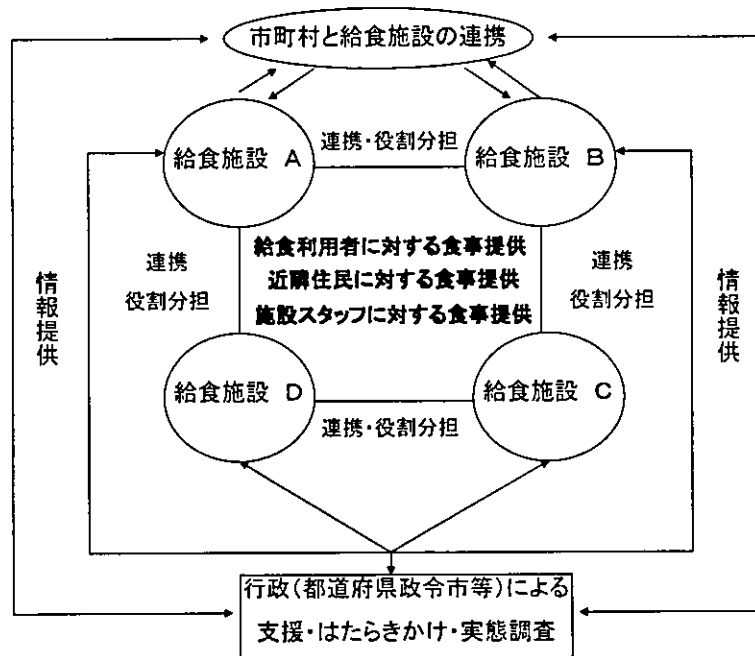 市町村と給食施設の連携
給食施設 A
連携・役割分担
給食施設 B
連携
役割分担
給食利用者に対する食事提供
近隣住民に対する食事提供
施設スタッフに対する食事提供
連携
役割分担
情報提供
情報提供
給食施設 D
連携・役割分担
給食施設 C
行政(都道府県政令市等)による
支援・はたらきかけ・実態調査